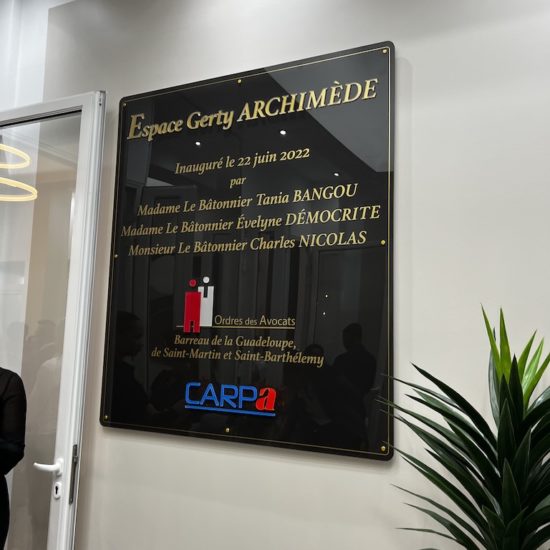 Espace Gerty ARCHIMÈDE
Inauguré le 22 juin 2022
par
Madame Le Bâtonnier Tania BANGOU
Madame Le Bâtonnier Évelyne DÉMOCRITE
Monsieur Le Bâtonnier Charles NICOLAS
Ordres des Avocats
Barreau de la Guadeloupe,
de Saint-Martin et Saint-Barthélemy
CARPa